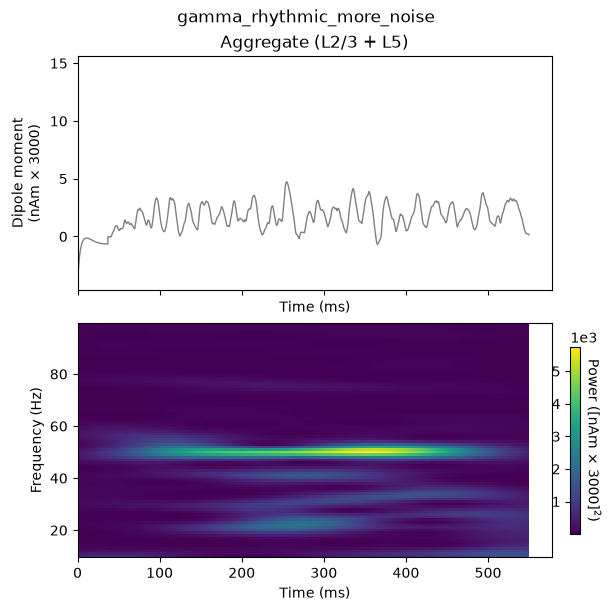 gamma_rhythmic_more_noise
Aggregate (L2/3 + L5)
Dipole moment
(nAm × 3000)
15
10
5
0
Time (ms)
Frequency (Hz)
80
60
40
20
0 100 200 300 400 500
Time (ms)
1e3
5
4
3
2
1
Power ([nAm × 3000]²)